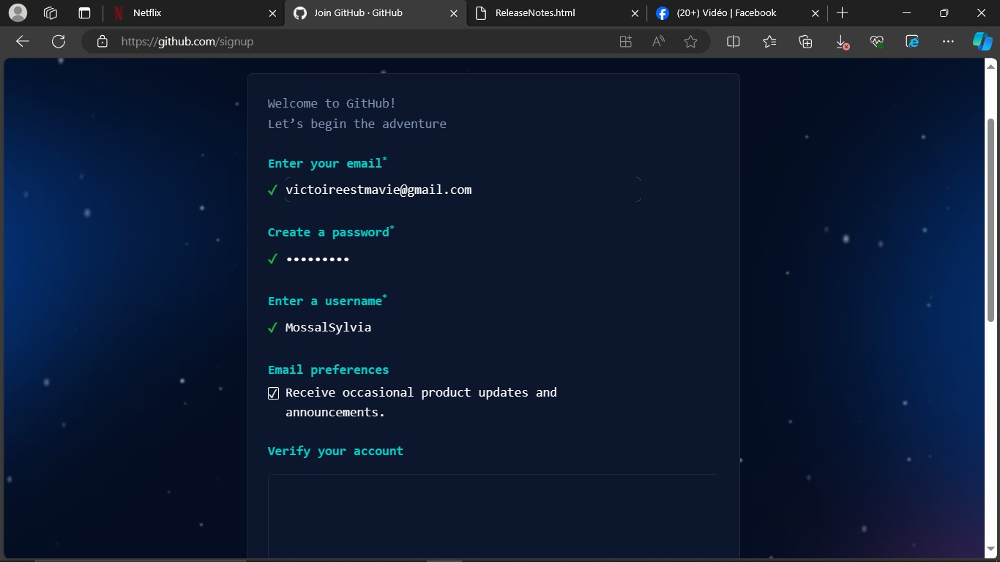 Netflix
Join GitHub · GitHub
ReleaseNotes.html
(20+) Vidéo | Facebook
https://github.com/signup
Welcome to GitHub!
Let’s begin the adventure
Enter your email*
victoireestmavie@gmail.com
Create a password*
•••••••••
Enter a username*
MossalSylvia
Email preferences
Receive occasional product updates and
announcements.
Verify your account